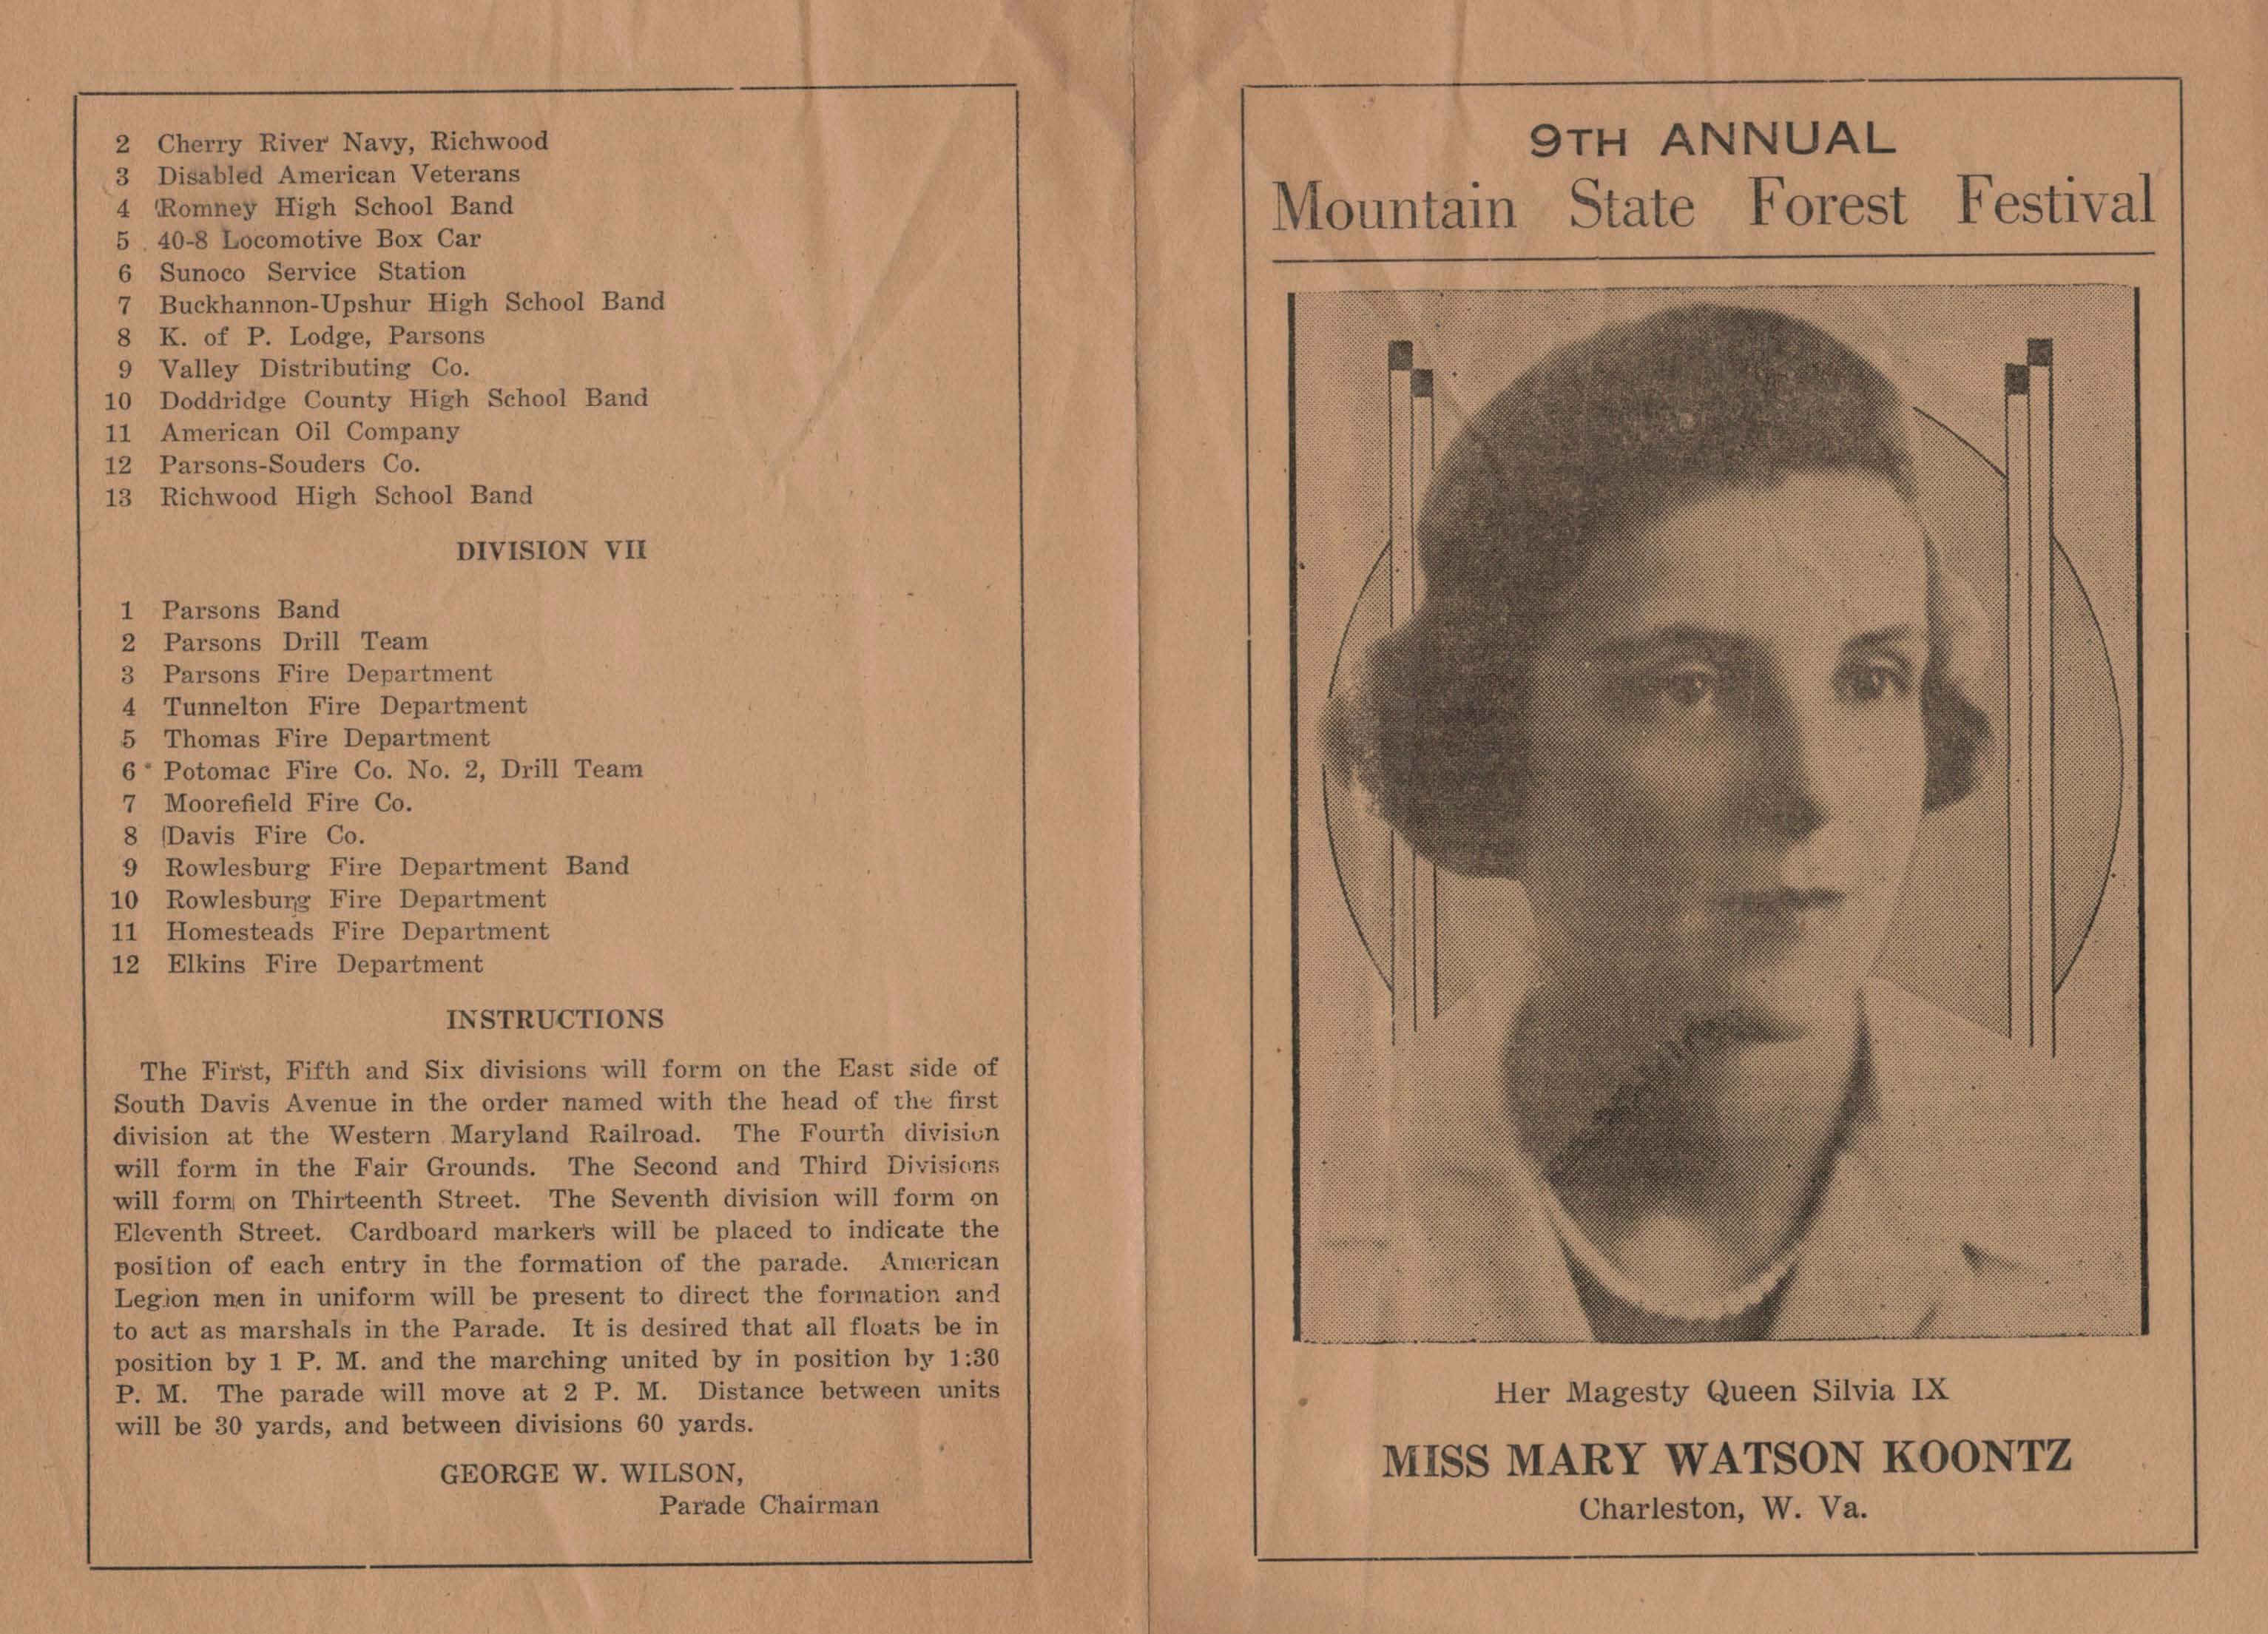 2 Cherry River Navy, Richwood
3 Disabled American Veterans
4 Romney High School Band
5 40-8 Locomotive Box Car
6 Sunoco Service Station
7 Buckhannon-Upshur High School Band
8 K. of P. Lodge, Parsons
9 Valley Distributing Co.
10 Doddridge County High School Band
11 American Oil Company
12 Parsons-Souders Co.
13 Richwood High School Band
DIVISION VII
1 Parsons Band
2 Parsons Drill Team
3 Parsons Fire Department
4 Tunnelton Fire Department
5 Thomas Fire Department
6 Potomac Fire Co. No. 2, Drill Team
7 Moorefield Fire Co.
8 Davis Fire Co.
9 Rowlesburg Fire Department Band
10 Rowlesburg Fire Department
11 Homesteads Fire Department
12 Elkins Fire Department
INSTRUCTIONS
The First, Fifth and Six divisions will form on the East side of
South Davis Avenue in the order named with the head of the first
division at the Western Maryland Railroad. The Fourth division
will form in the Fair Grounds. The Second and Third Divisions
will form on Thirteenth Street. The Seventh division will form on
Eleventh Street. Cardboard markers will be placed to indicate the
position of each entry in the formation of the parade. American
Legion men in uniform will be present to direct the formation and
to act as marshals in the Parade. It is desired that all floats be in
position by 1 P. M. and the marching united by in position by 1:30
P. M. The parade will move at 2 P. M. Distance between units
will be 30 yards, and between divisions 60 yards.
GEORGE W. WILSON,
Parade Chairman
9TH ANNUAL
Mountain State Forest Festival
Her Magesty Queen Silvia IX
MISS MARY WATSON KOONTZ
Charleston, W. Va.